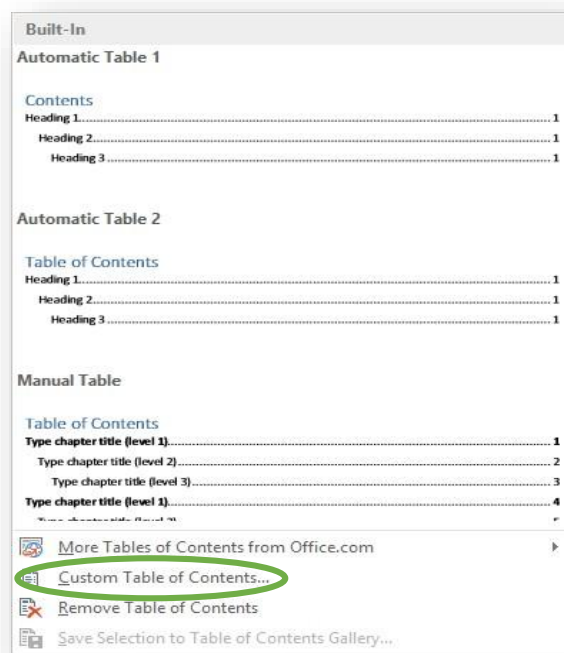 Built-In
Automatic Table 1
Contents
Heading 1..........1
Heading 2..........1
Heading 3..........1
Automatic Table 2
Table of Contents
Heading 1..........1
Heading 2..........1
Heading 3..........1
Manual Table
Table of Contents
Type chapter title (level 1)..........1
Type chapter title (level 2)..........2
Type chapter title (level 3)..........3
Type chapter title (level 1)..........4
More Tables of Contents from Office.com
Custom Table of Contents...
Remove Table of Contents
Save Selection to Table of Contents Gallery...